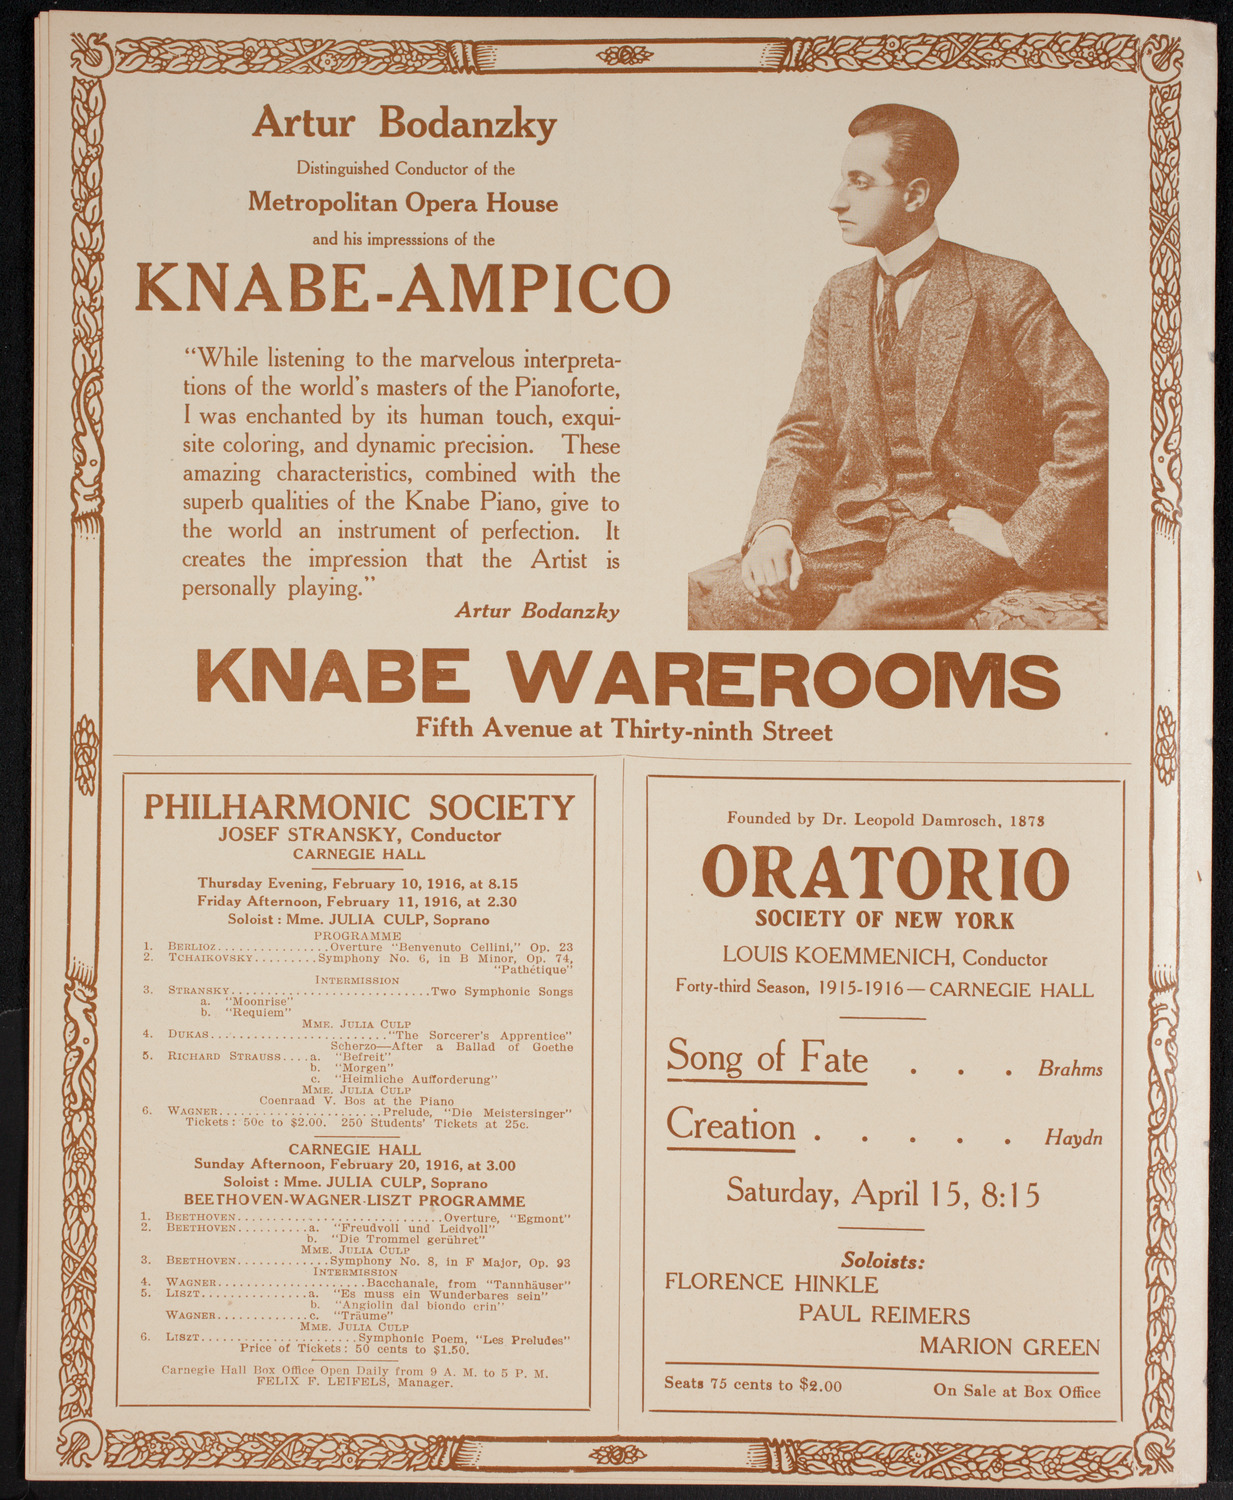 Artur Bodanzky
Distinguished Conductor of the
Metropolitan Opera House
and his impresssions of the
KNABE-AMPICO
“While listening to the marvelous interpreta-
tions of the world's masters of the Pianoforte,
I was enchanted by its human touch, exqui-
site coloring, and dynamic precision. These
amazing characteristics, combined with the
superb qualities of the Knabe Piano, give to
the world an instrument of perfection. It
creates the impression that the Artist is
personally playing.”
Artur Bodanzky
KNABE WAREROOMS
Fifth Avenue at Thirty-ninth Street
PHILHARMONIC SOCIETY
JOSEF STRANSKY, Conductor
CARNEGIE HALL
Thursday Evening, February 10, 1916, at 8.15
Friday Afternoon, February 11, 1916, at 2.30
Soloist : Mme. JULIA CULP, Soprano
PROGRAMME
1. BERLIOZ................Overture "Benvenuto Cellini," Op. 23
2. TCHAIKOVSKY.........Symphony No. 6, in B Minor, Op. 74,
"Pathétique"
INTERMISSION
3. STRANSKY............................Two Symphonic Songs
a. "Moonrise"
b. "Requiem"
MME. JULIA CULP
4. DUKAS.........................."The Sorcerer's Apprentice"
Scherzo—After a Ballad of Goethe
5. RICHARD STRAUSS....a. "Befreit"
b. "Morgen"
c. "Heimliche Aufforderung"
MME. JULIA CULP
Coenraad V. Bos at the Piano
6. WAGNER.......................Prelude, "Die Meistersinger"
Tickets: 50c to $2.00. 250 Students' Tickets at 25c.
CARNEGIE HALL
Sunday Afternoon, February 20, 1916, at 3.00
Soloist : Mme. JULIA CULP, Soprano
BEETHOVEN-WAGNER-LISZT PROGRAMME
1. BEETHOVEN.............................Overture, "Egmont"
2. BEETHOVEN..........a. "Freudvoll und Leidvoll"
b. "Die Trommel gerühret"
MME. JULIA CULP
3. BEETHOVEN.............Symphony No. 8, in F Major, Op. 93
INTERMISSION
4. WAGNER.....................Bacchanale, from "Tannhäuser"
5. LISZT...............a. "Es muss ein Wunderbares sein"
b. "Angiolin dal biondo crin"
WAGNER.............c. "Träume"
MME. JULIA CULP
6. LISZT.......................Symphonic Poem, "Les Preludes"
Price of Tickets: 50 cents to $1.50.
Carnegie Hall Box Office Open Daily from 9 A. M. to 5 P. M.
FELIX F. LEIFELS, Manager.
Founded by Dr. Leopold Damrosch, 1873
ORATORIO
SOCIETY OF NEW YORK
LOUIS KOEMMENICH, Conductor
Forty-third Season, 1915-1916—CARNEGIE HALL
Song of Fate . . . Brahms
Creation . . . . . Haydn
Saturday, April 15, 8:15
Soloists:
FLORENCE HINKLE
PAUL REIMERS
MARION GREEN
Seats 75 cents to $2.00 On Sale at Box Office